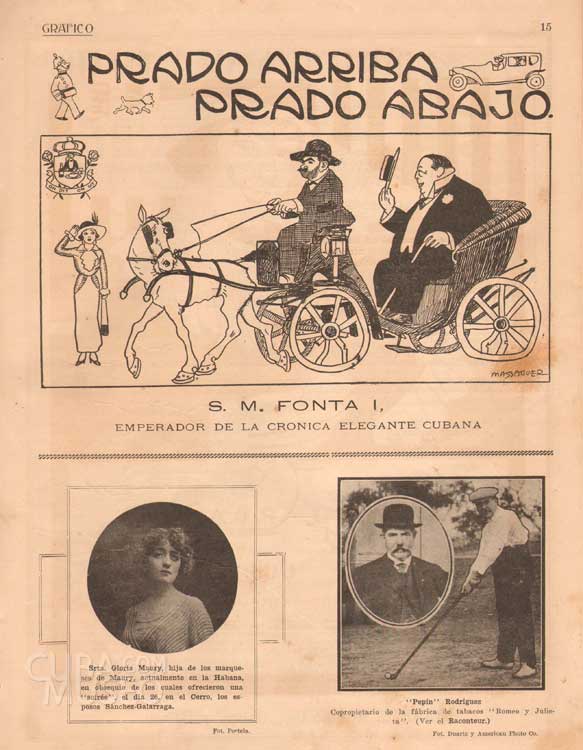 GRAFICO
15
PRADO ARRIBA
PRADO ABAJO.
MASSAGUER
S. M. FONTA I,
EMPERADOR DE LA CRONICA ELEGANTE CUBANA
Srta. Gloria Maury, hija de los marque-
ses de Maury, actualmente en la Habana,
en obsequio de los cuales ofrecieron una
"soirée", el día 26, en el Cerro, los es-
posos Sánchez-Galarraga.
Fot. Portela.
"Pepín" Rodríguez
Copropietario de la fábrica de tabacos "Romeo y Julie-
ta". (Ver el Raconteur.)
Fot. Duartz y American Photo Co.